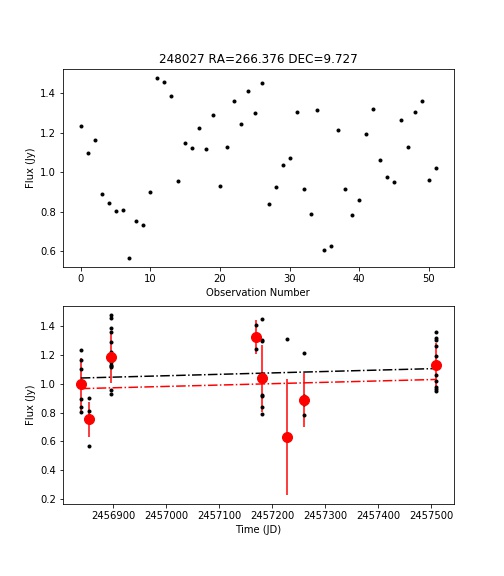 248027 RA=266.376 DEC=9.727
1.4
1.2
1.0
0.8
0.6
Flux (Jy)
0 10 20 30 40 50
Observation Number
1.4
1.2
1.0
0.8
0.6
0.4
0.2
Flux (Jy)
2456900 2457000 2457100 2457200 2457300 2457400 2457500
Time (JD)